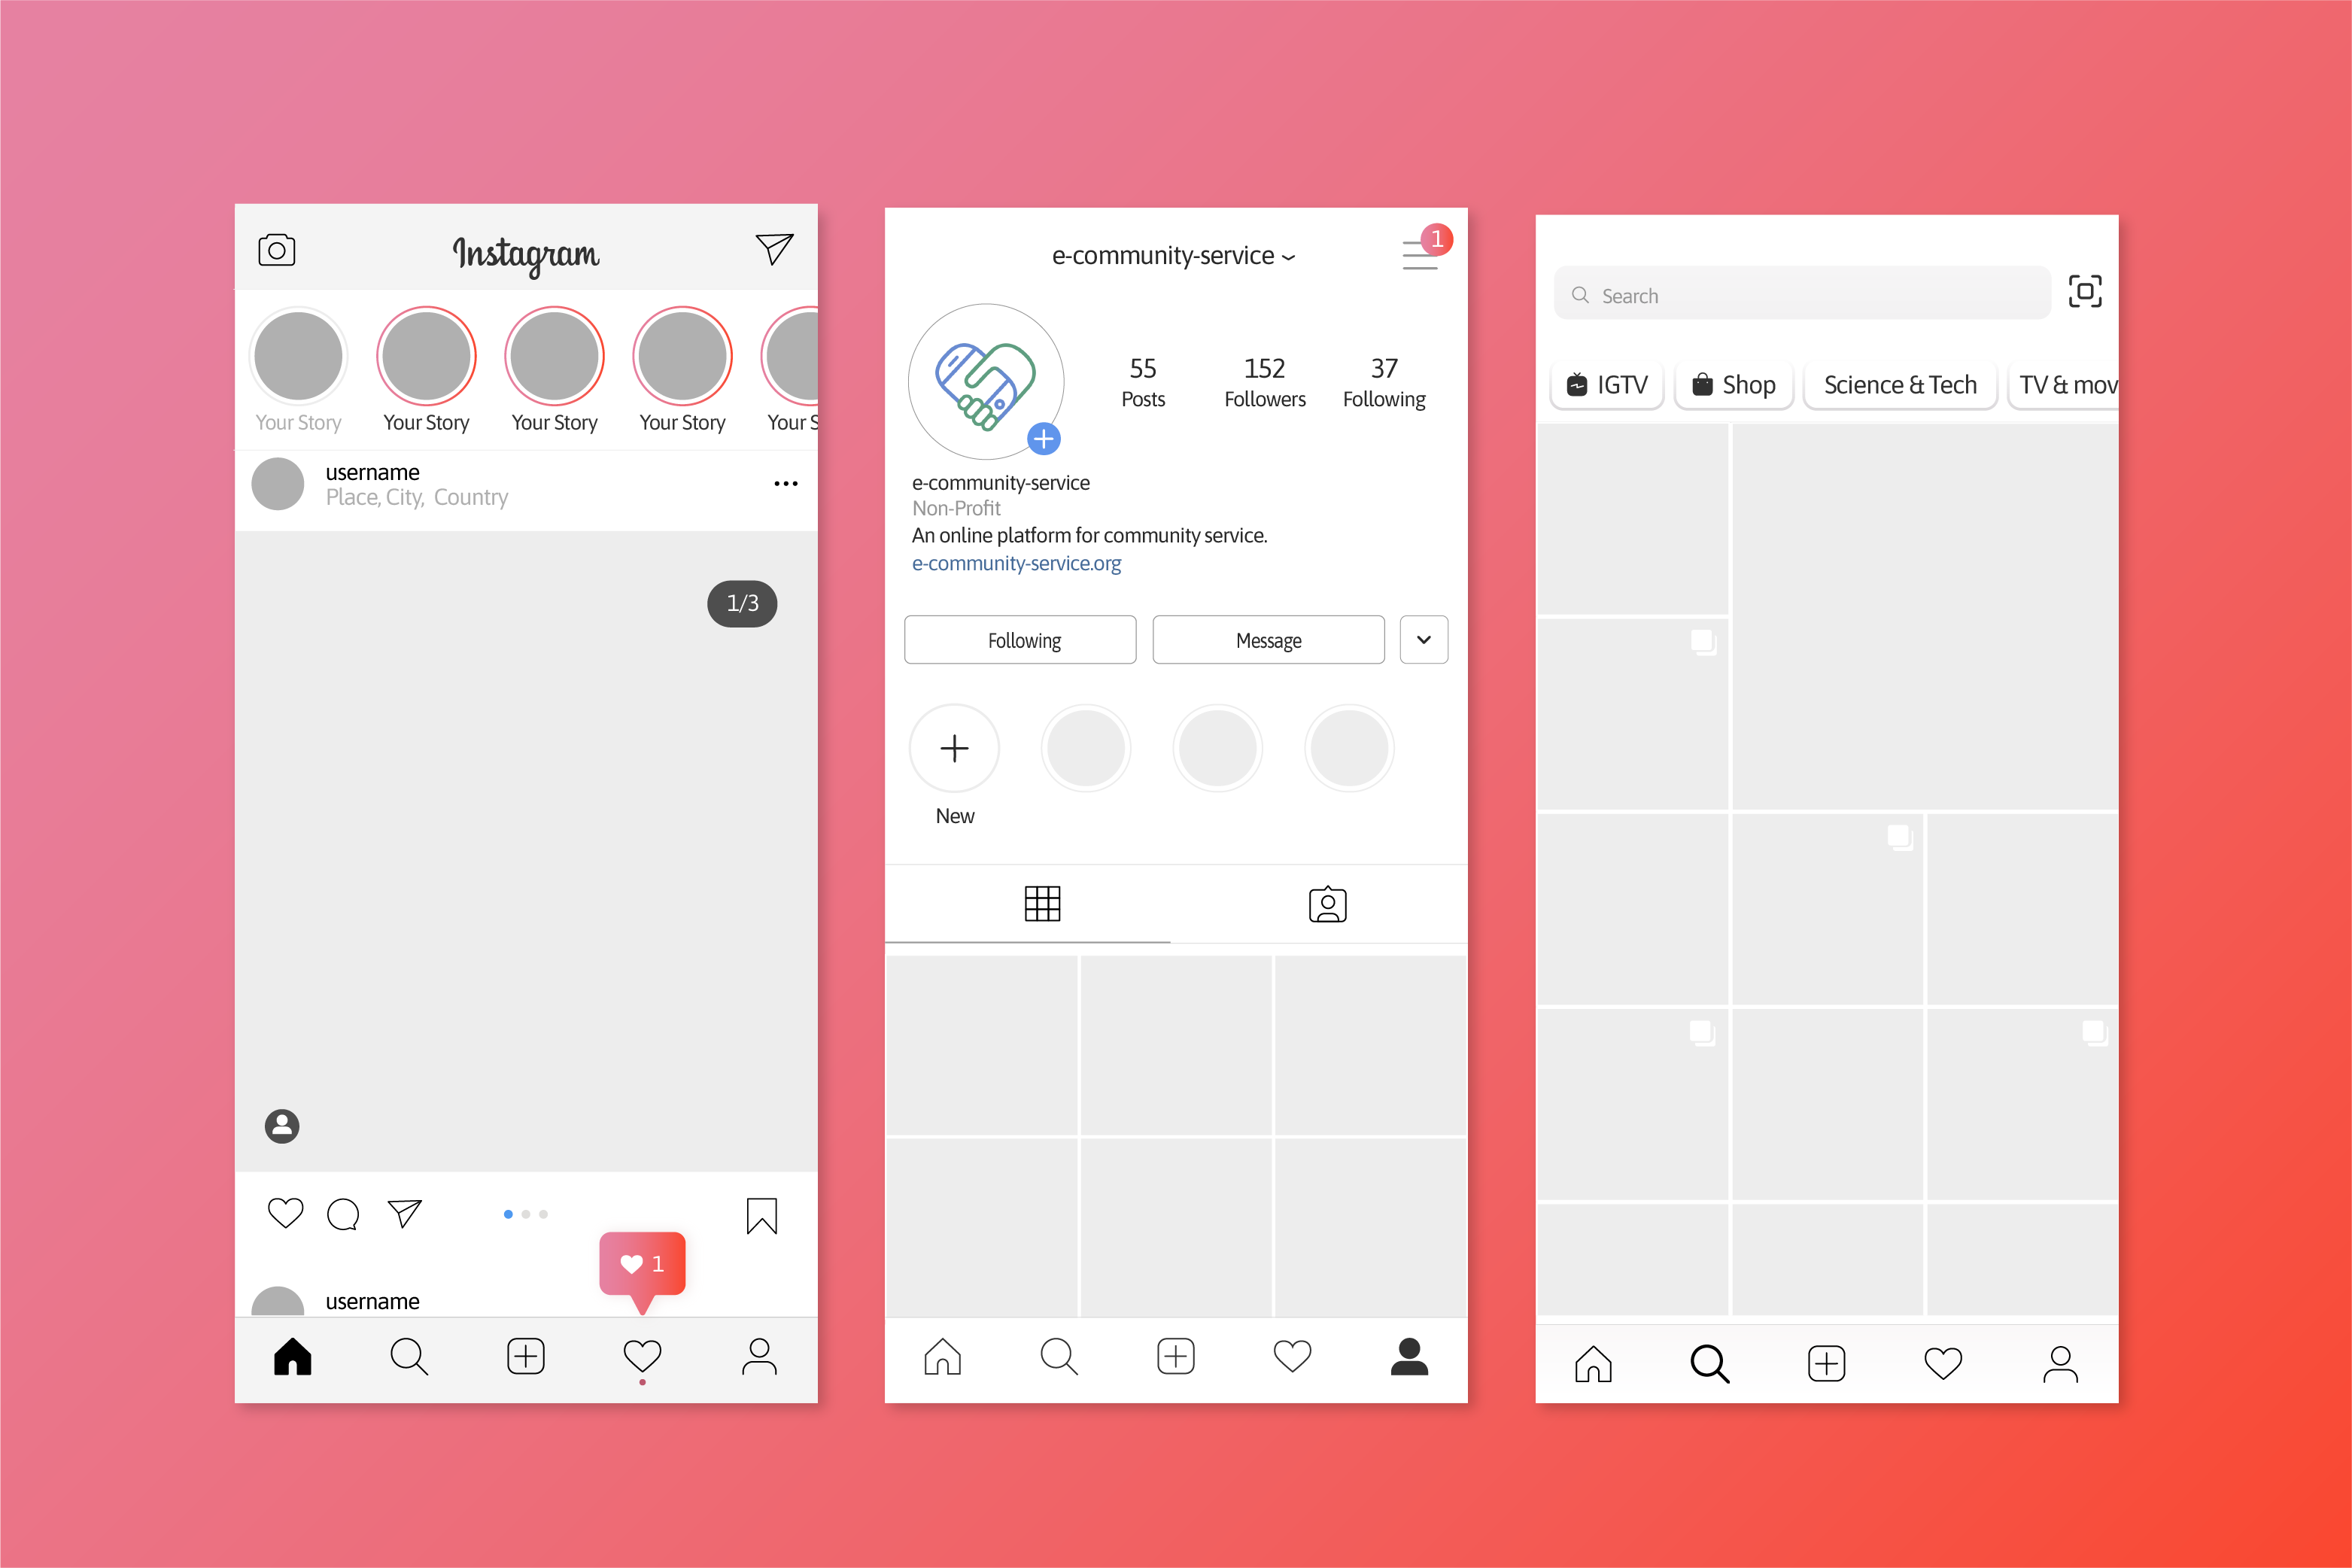 Instagram
Your Story
Your Story
Your Story
Your Story
Your S
username
Place, City, Country
1/3
1
username
e-community-service
1
55
Posts
152
Followers
37
Following
e-community-service
Non-Profit
An online platform for community service.
e-community-service.org
Following
Message
New
Search
IGTV
Shop
Science & Tech
TV & mov